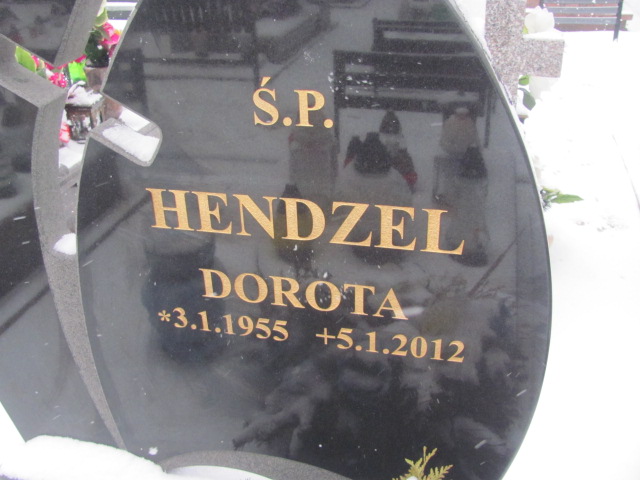 Ś.P.
HENDZEL
DOROTA
*3.1.1955 +5.1.2012